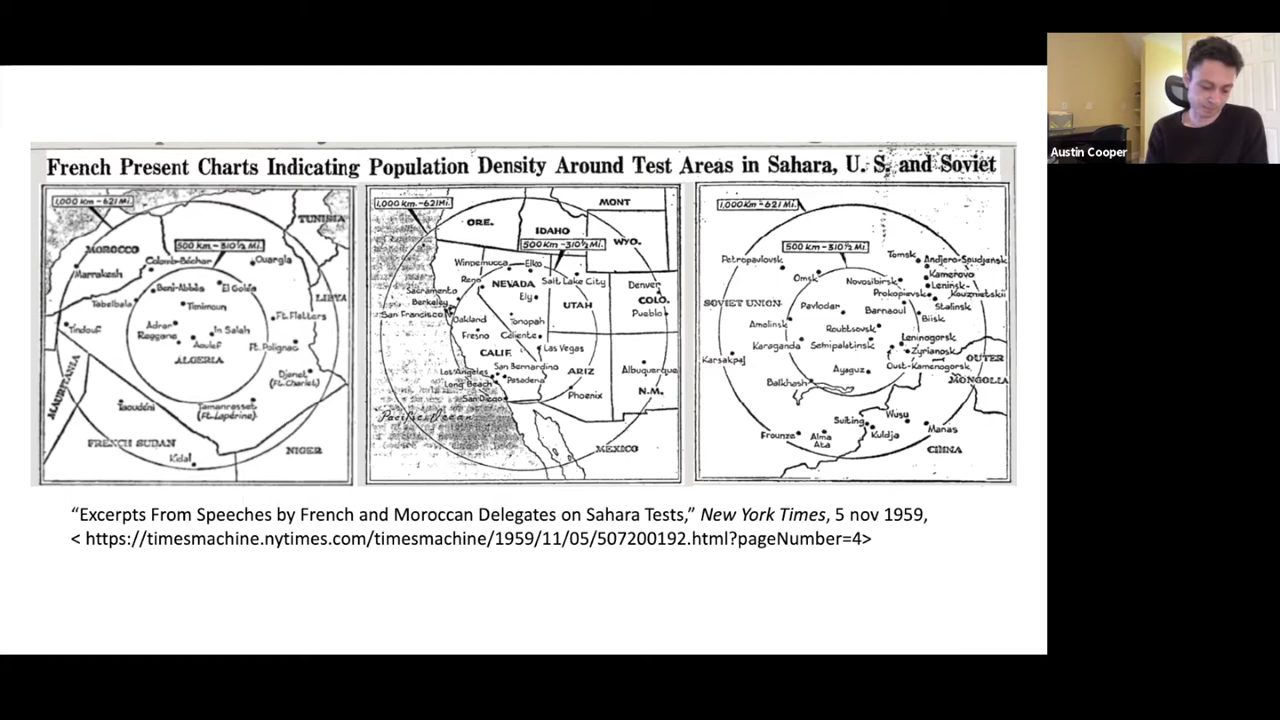 Austin Cooper
French Present Charts Indicating Population Density Around Test Areas in Sahara, U. S. and Soviet
1,000 Km-621 Mi.
TUNISIA
MOROCCO
500 Km-310½ Mi.
Colomb-Béchar
Ouargla
Marrakesh
Beni-Abbès
El Goléa
LIBYA
Tabelbala
Timimoun
Tindouf
Adrar
In Salah
Ft. Flatters
Reggane
Aoulef
Ft. Polignac
ALGERIA
MAURITANIA
Djanet
(Ft. Charlet)
Taoudéni
Tamanrasset
(Ft. Lapérine)
FRENCH SUDAN
NIGER
Kidal
1,000 Km.-621Mi.
MONT
ORE.
IDAHO
WYO.
500 Km-310½ Mi.
Winnemucca
Elko
Reno
NEVADA
Salt Lake City
Sacramento
Denver
Berkeley
Ely
COLO.
San Francisco
UTAH
Pueblo
Oakland
Tonopah
Fresno
Caliente
CALIF.
Las Vegas
San Bernardino
Los Angeles
ARIZ
Albuquerque
Long Beach
Pasadena
San Diego
Phoenix
N.M.
Pacific Ocean
MEXICO
1,000 Km.-621 Mi.
500 Km-310½ Mi.
Petropavlovsk
Tomsk
Andjero-Sudjensk
Omsk
Kemerovo
Novosibirsk
Leninsk-
Kouznietskii
Prokopievsk
SOVIET UNION
Pavlodar
Barnaoul
Stalinsk
Biisk
Amolinsk
Roubtsovsk
Karaganda
Semipalatinsk
Leninogorsk
Zyrianosk
OUTER
MONGOLIA
Karsakpej
Ayaguz
Oust-Kamenogorsk
Balkhash
Suiting
Wusu
Manas
Frounze
Alma
Ata
Kuldja
CHINA
“Excerpts From Speeches by French and Moroccan Delegates on Sahara Tests,” New York Times, 5 nov 1959,
< https://timesmachine.nytimes.com/timesmachine/1959/11/05/507200192.html?pageNumber=4>